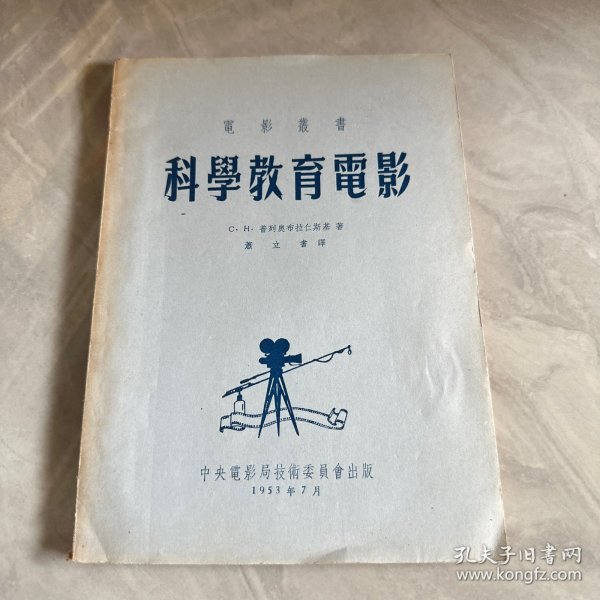 電影叢書
科學教育電影
C·H·普列奧布拉仁斯基 著
蕭立書 譯
中央電影局技術委員會出版
1953年7月
孔夫子旧书网
www.kongfz.com